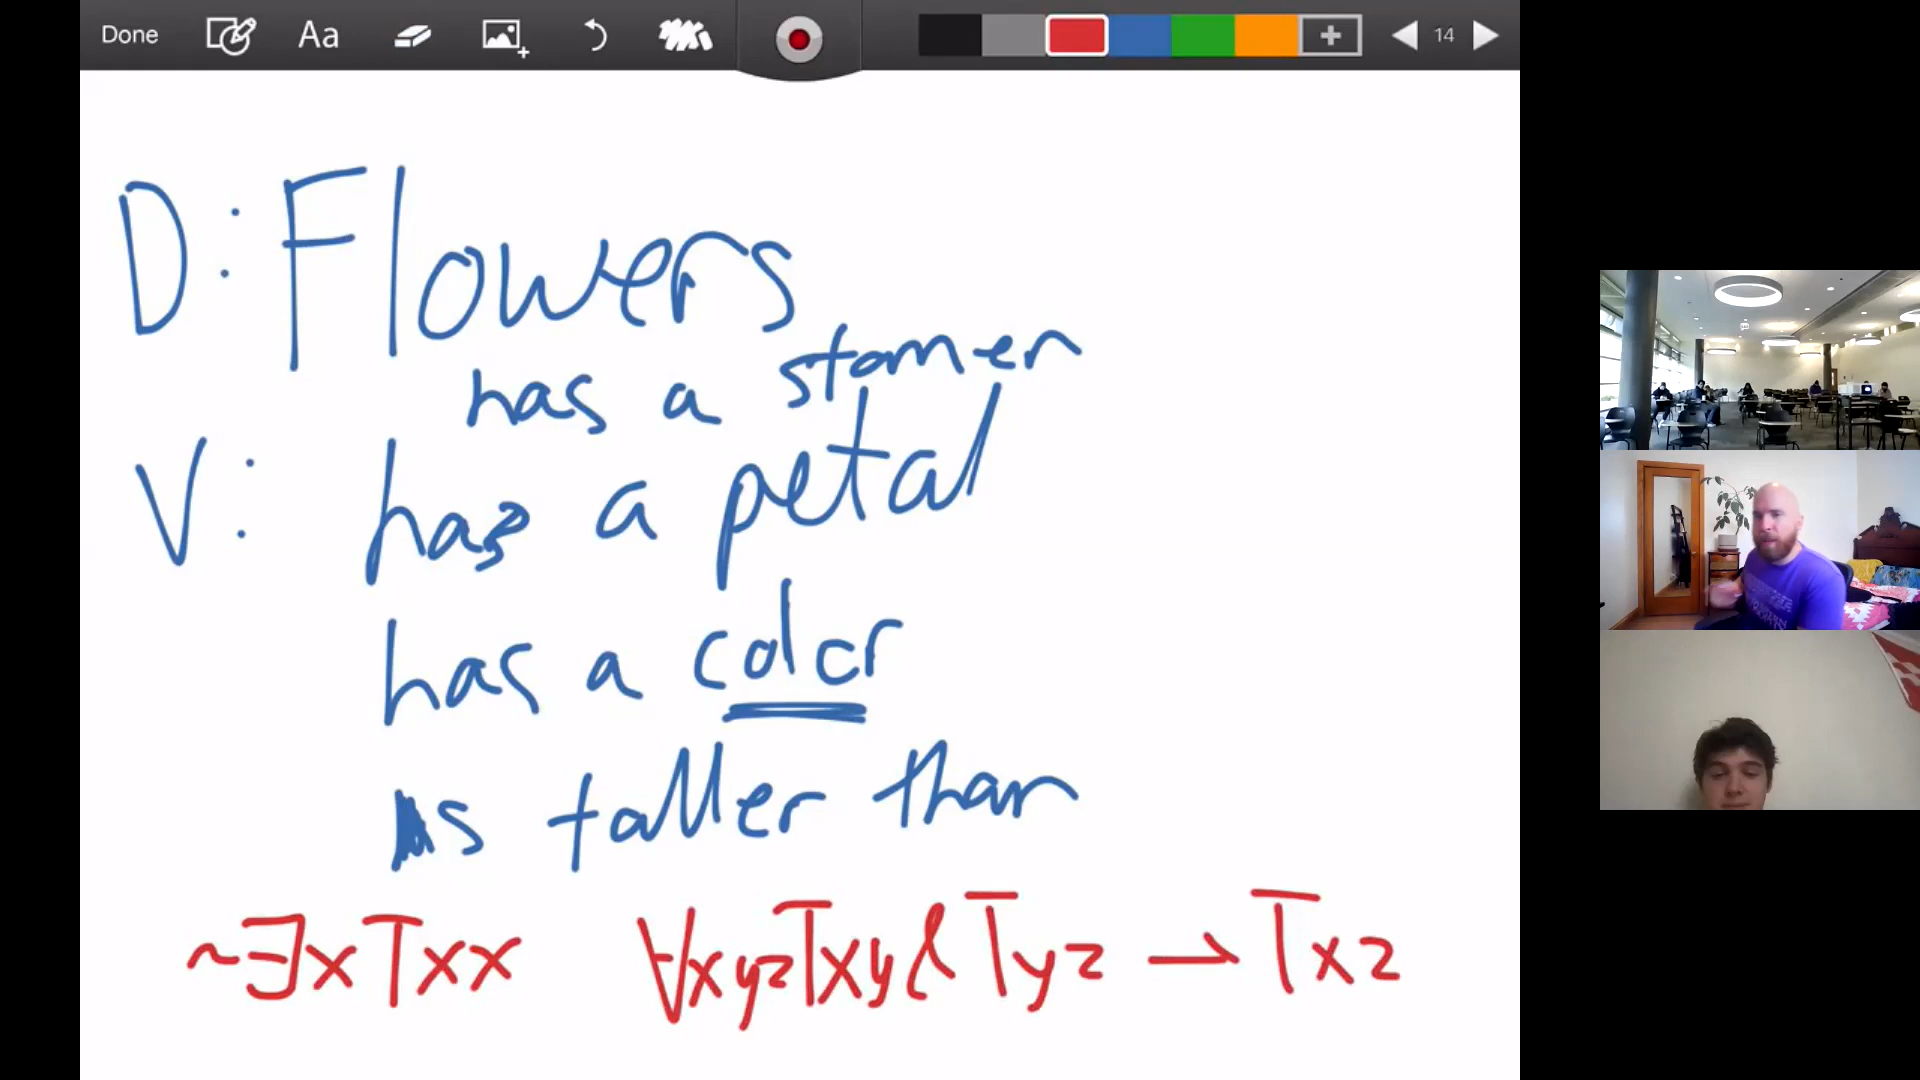 Done Aa 14
D: Flowers
has a stamen
V: has a petal
has a color
is taller than
~∃xTxx ∀xyzTxy&Tyz→Txz